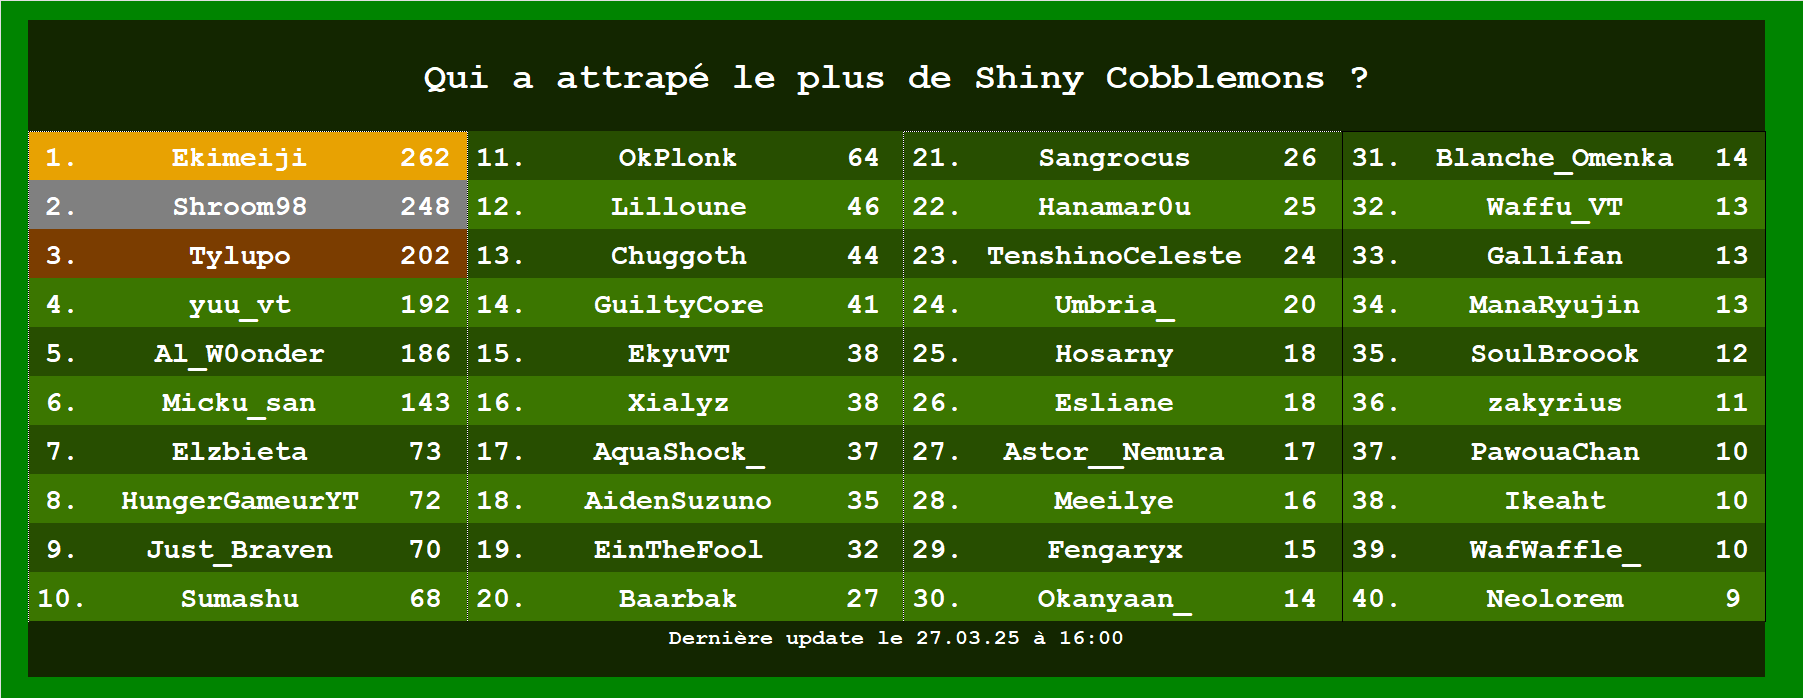 Qui a attrapé le plus de Shiny Cobblemons ?
1. Ekimeiji 262 11. OkPlonk 64 21. Sangrocus 26 31. Blanche_Omenka 14
2. Shroom98 248 12. Lilloune 46 22. Hanamar0u 25 32. Waffu_VT 13
3. Tylupo 202 13. Chuggoth 44 23. TenshinoCeleste 24 33. Gallifan 13
4. yuu_vt 192 14. GuiltyCore 41 24. Umbria_ 20 34. ManaRyujin 13
5. Al_W0onder 186 15. EkyuVT 38 25. Hosarny 18 35. SoulBroook 12
6. Micku_san 143 16. Xialyz 38 26. Esliane 18 36. zakyrius 11
7. Elzbieta 73 17. AquaShock_ 37 27. Astor__Nemura 17 37. PawouaChan 10
8. HungerGameurYT 72 18. AidenSuzuno 35 28. Meeilye 16 38. Ikeaht 10
9. Just_Braven 70 19. EinTheFool 32 29. Fengaryx 15 39. WafWaffle_ 10
10. Sumashu 68 20. Baarbak 27 30. Okanyaan_ 14 40. Neolorem 9
Dernière update le 27.03.25 à 16:00